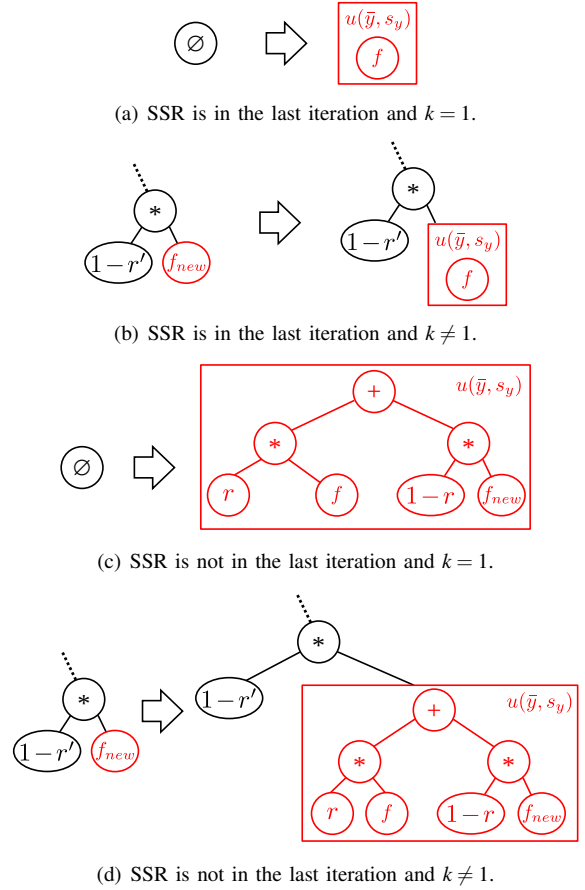 u(ȳ, s_y)
∅
f
(a) SSR is in the last iteration and k = 1.
*
*
1−r′
u(ȳ, s_y)
1−r′
f_new
f
(b) SSR is in the last iteration and k ≠ 1.
+
u(ȳ, s_y)
*
*
∅
r
f
1−r
f_new
(c) SSR is not in the last iteration and k = 1.
*
*
1−r′
+
u(ȳ, s_y)
1−r′
f_new
*
*
r
f
1−r
f_new
(d) SSR is not in the last iteration and k ≠ 1.